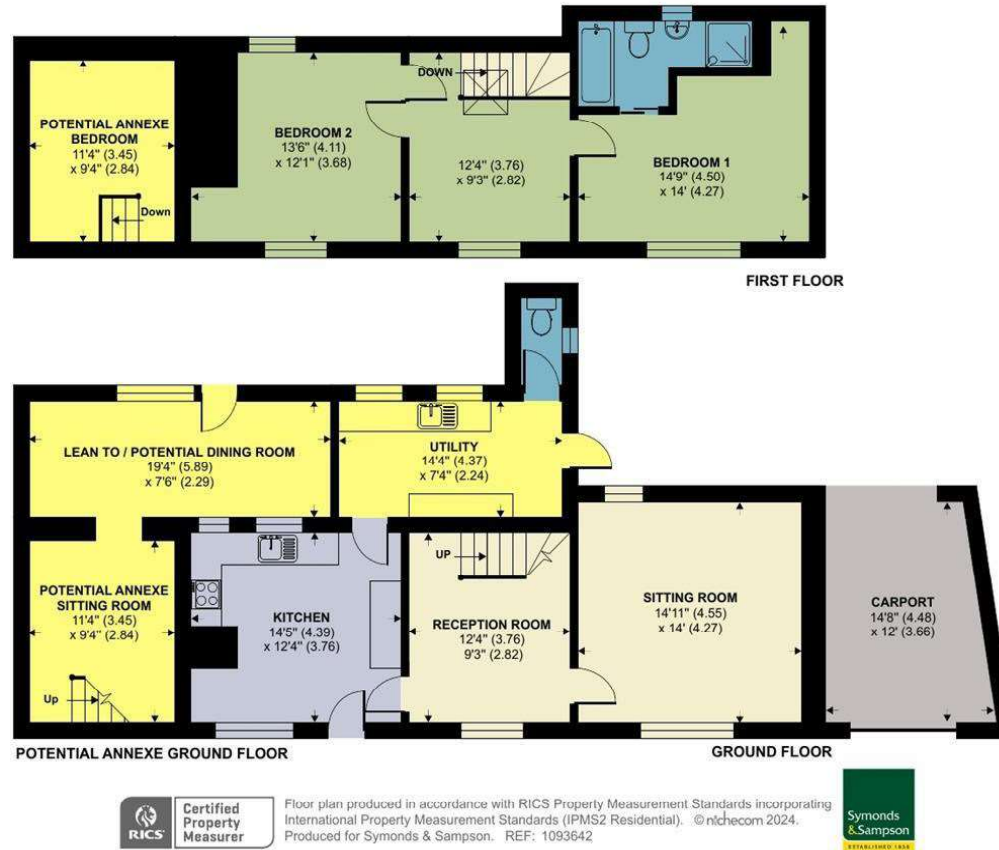 POTENTIAL ANNEXE
BEDROOM
11'4" (3.45)
x 9'4" (2.84)
Down
BEDROOM 2
13'6" (4.11)
x 12'1" (3.68)
DOWN
12'4" (3.76)
x 9'3" (2.82)
BEDROOM 1
14'9" (4.50)
x 14' (4.27)
FIRST FLOOR
LEAN TO / POTENTIAL DINING ROOM
19'4" (5.89)
x 7'6" (2.29)
UTILITY
14'4" (4.37)
x 7'4" (2.24)
POTENTIAL ANNEXE
SITTING ROOM
11'4" (3.45)
x 9'4" (2.84)
Up
KITCHEN
14'5" (4.39)
x 12'4" (3.76)
UP
RECEPTION ROOM
12'4" (3.76)
9'3" (2.82)
SITTING ROOM
14'11" (4.55)
x 14' (4.27)
CARPORT
14'8" (4.48)
x 12' (3.66)
POTENTIAL ANNEXE GROUND FLOOR
GROUND FLOOR
RICS
Certified
Property
Measurer
Floor plan produced in accordance with RICS Property Measurement Standards incorporating
International Property Measurement Standards (IPMS2 Residential). © nichecom 2024.
Produced for Symonds & Sampson. REF: 1093642
Symonds
&Sampson
ESTABLISHED 1858